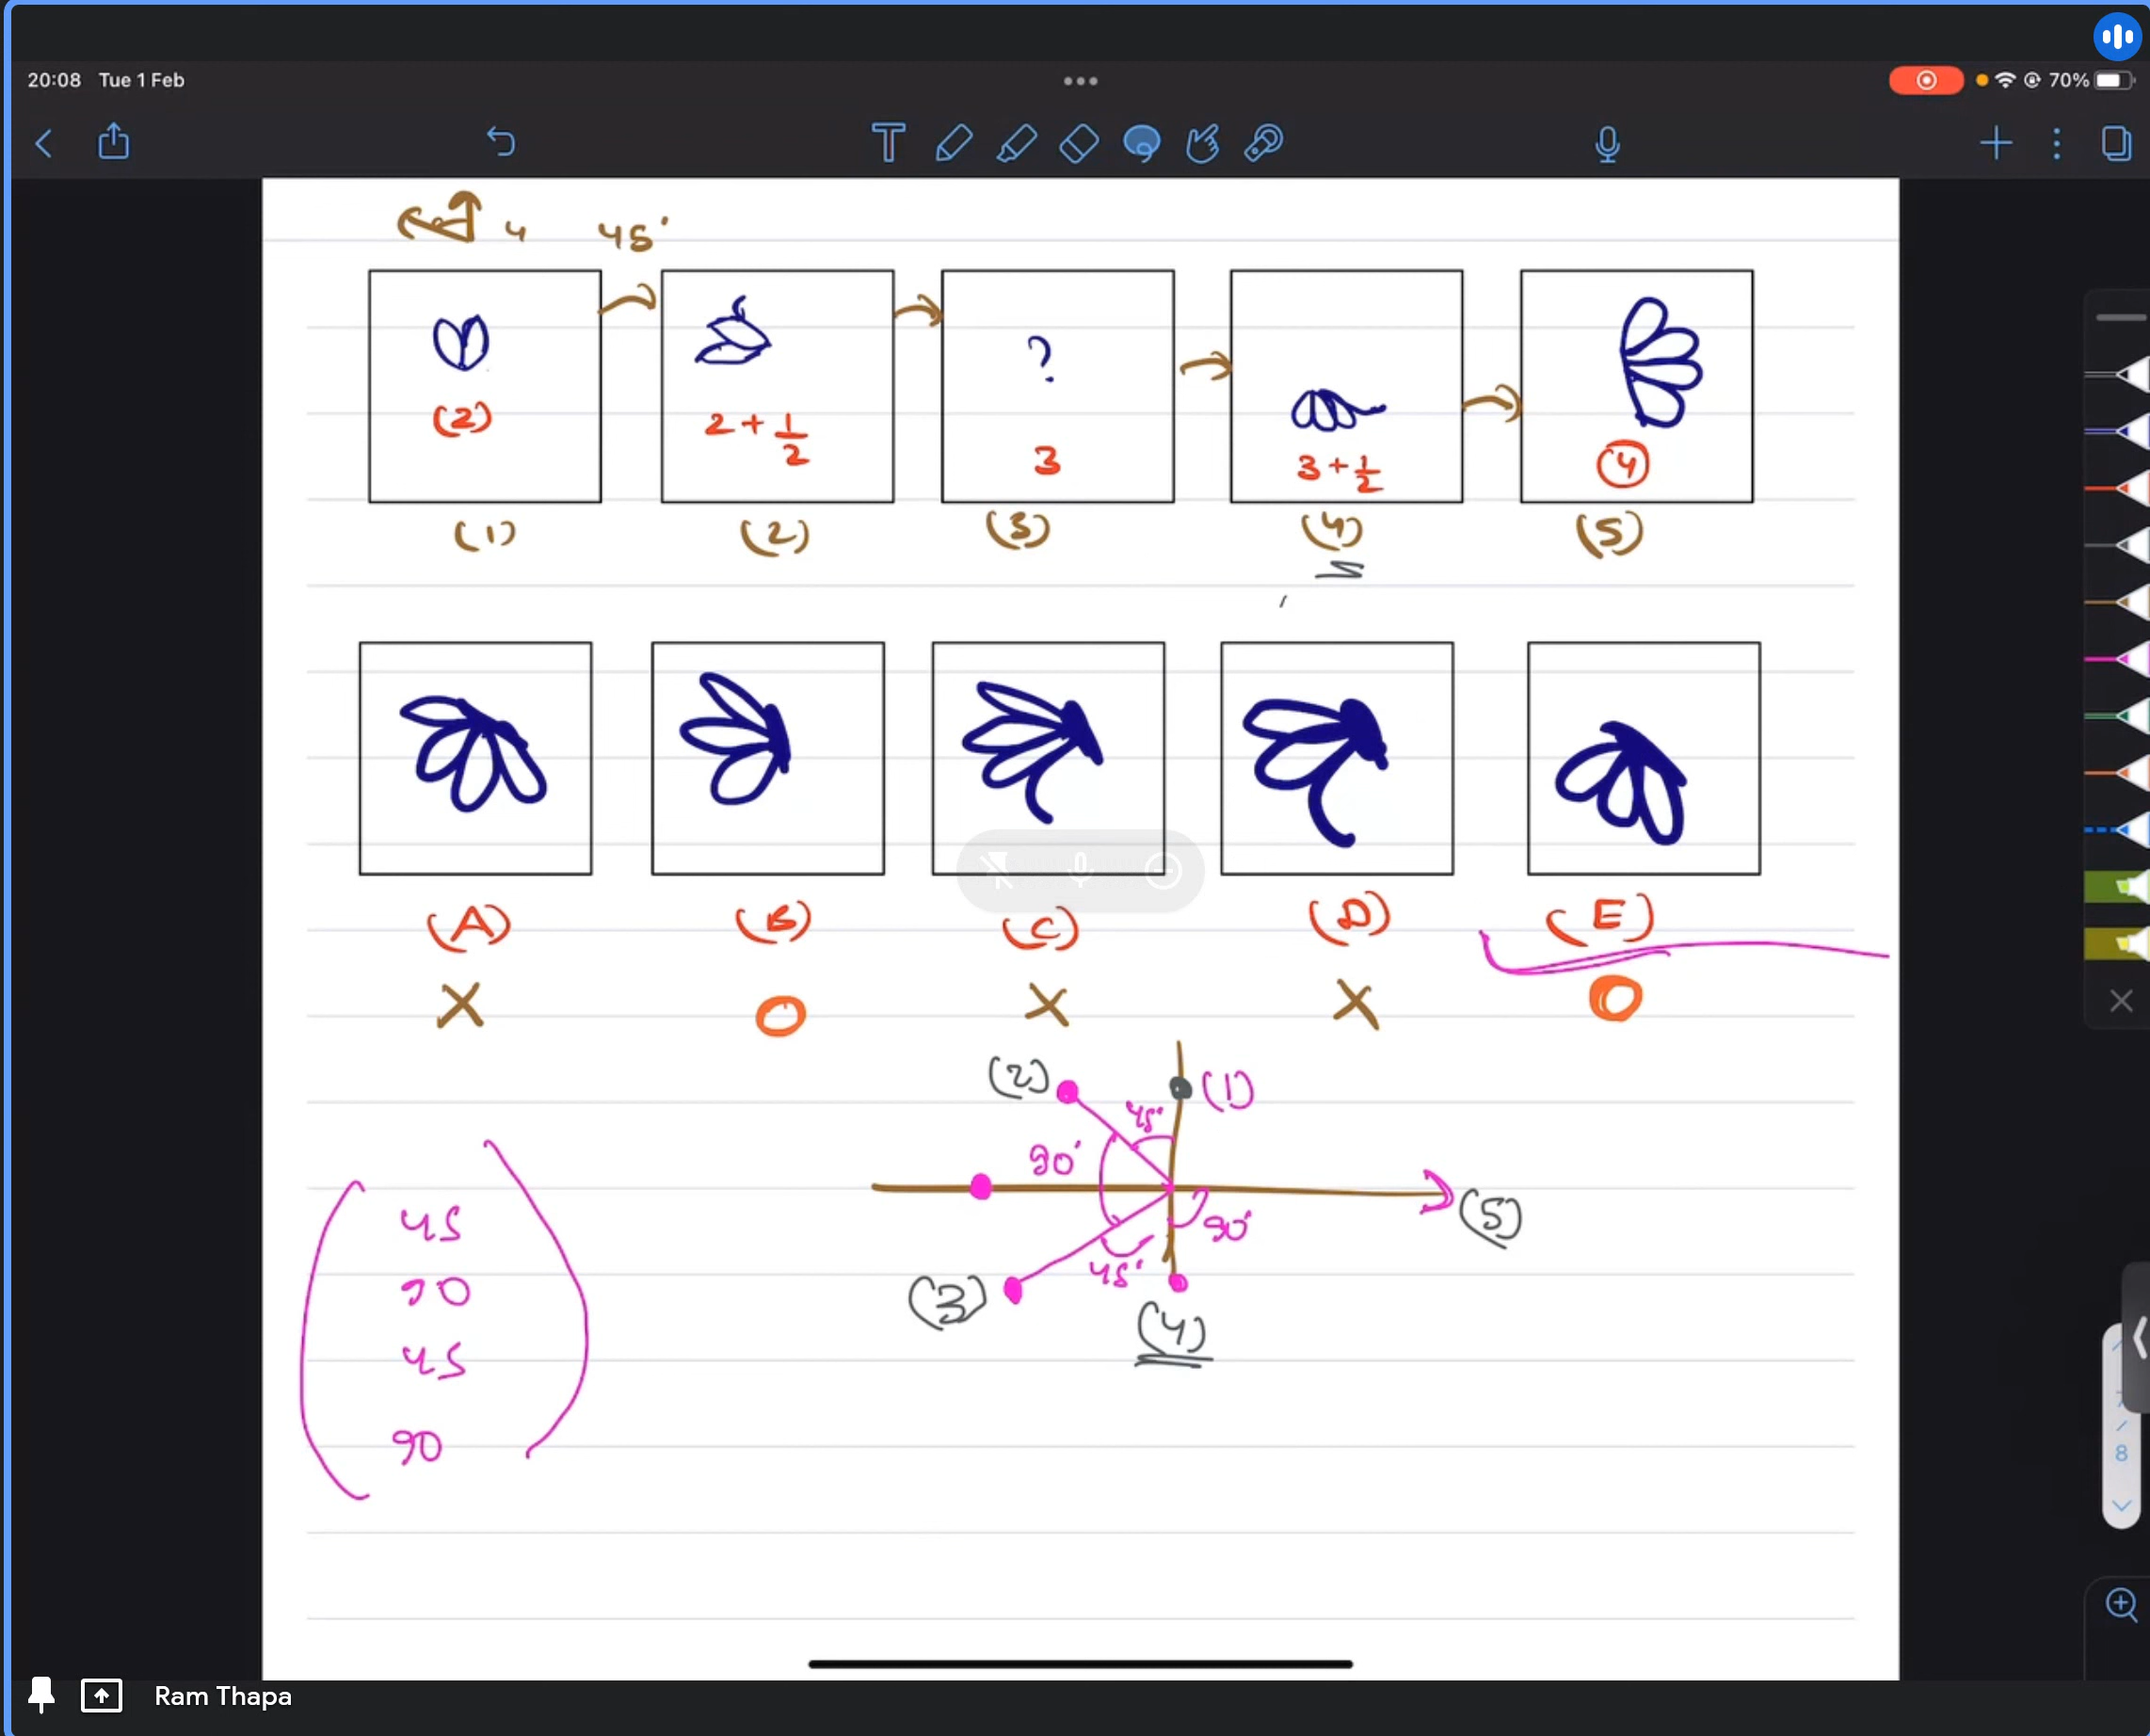 20:08 Tue 1 Feb
70%
4 45°
?
(2)
2 + 1/2
3
3 + 1/2
4
(1) (2) (3) (4) (5)
(A) (B) (C) (D) (E)
X O X X O
(2) (1)
45°
90°
(5)
90°
45°
(3)
(4)
45
90
45
90
8
Ram Thapa